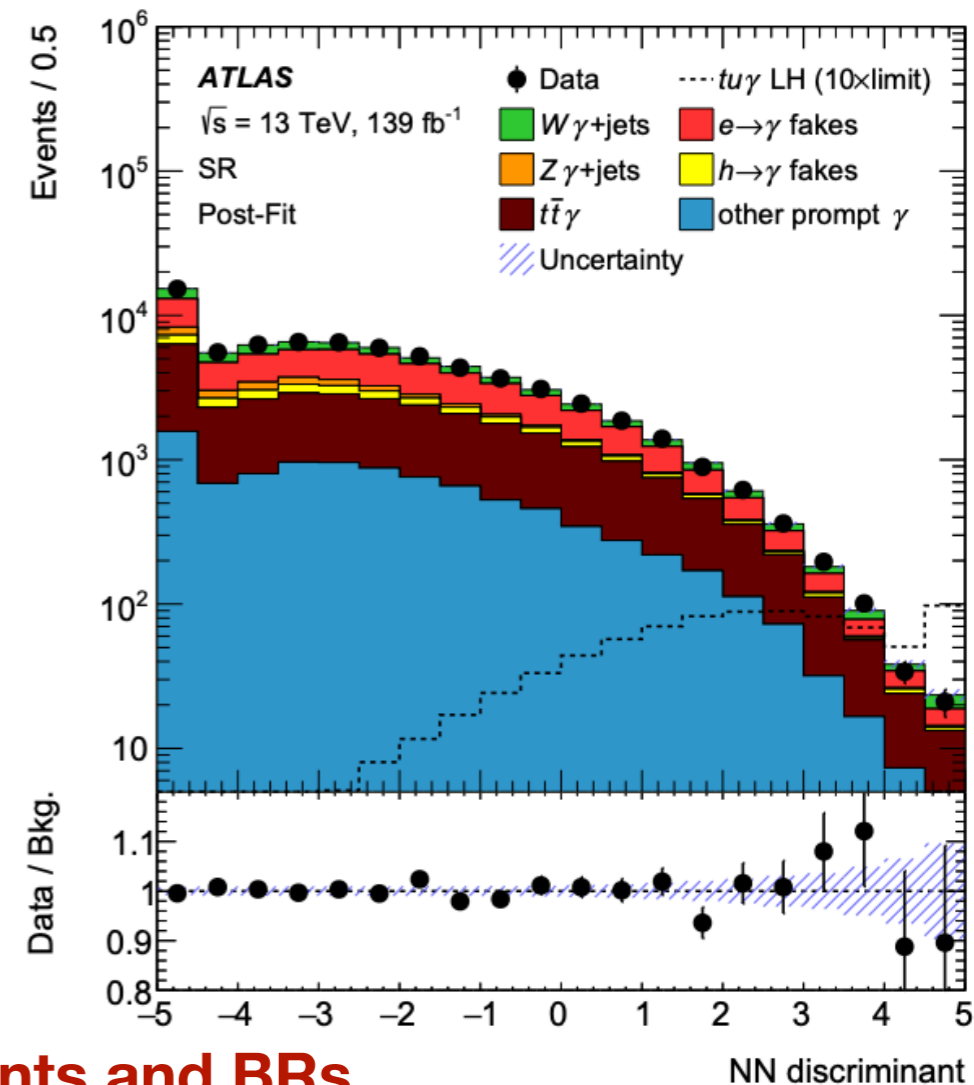 10⁶
10⁵
10⁴
10³
10²
10
Events / 0.5
ATLAS
√s = 13 TeV, 139 fb⁻¹
SR
Post-Fit
Data
Wγ+jets
Zγ+jets
tt̄γ
Uncertainty
tuγ LH (10×limit)
e→γ fakes
h→γ fakes
other prompt γ
Data / Bkg.
1.1
1
0.9
0.8
−5 −4 −3 −2 −1 0 1 2 3 4 5
NN discriminant
nts and BRs